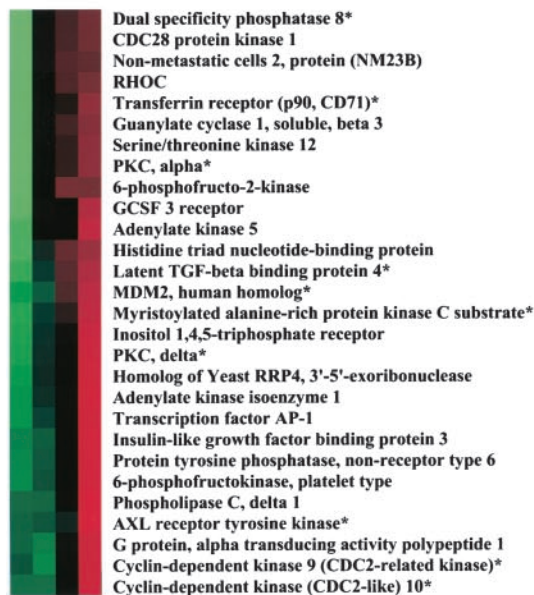 Dual specificity phosphatase 8*
CDC28 protein kinase 1
Non-metastatic cells 2, protein (NM23B)
RHOC
Transferrin receptor (p90, CD71)*
Guanylate cyclase 1, soluble, beta 3
Serine/threonine kinase 12
PKC, alpha*
6-phosphofructo-2-kinase
GCSF 3 receptor
Adenylate kinase 5
Histidine triad nucleotide-binding protein
Latent TGF-beta binding protein 4*
MDM2, human homolog*
Myristoylated alanine-rich protein kinase C substrate*
Inositol 1,4,5-triphosphate receptor
PKC, delta*
Homolog of Yeast RRP4, 3'-5'-exoribonuclease
Adenylate kinase isoenzyme 1
Transcription factor AP-1
Insulin-like growth factor binding protein 3
Protein tyrosine phosphatase, non-receptor type 6
6-phosphofructokinase, platelet type
Phospholipase C, delta 1
AXL receptor tyrosine kinase*
G protein, alpha transducing activity polypeptide 1
Cyclin-dependent kinase 9 (CDC2-related kinase)*
Cyclin-dependent kinase (CDC2-like) 10*